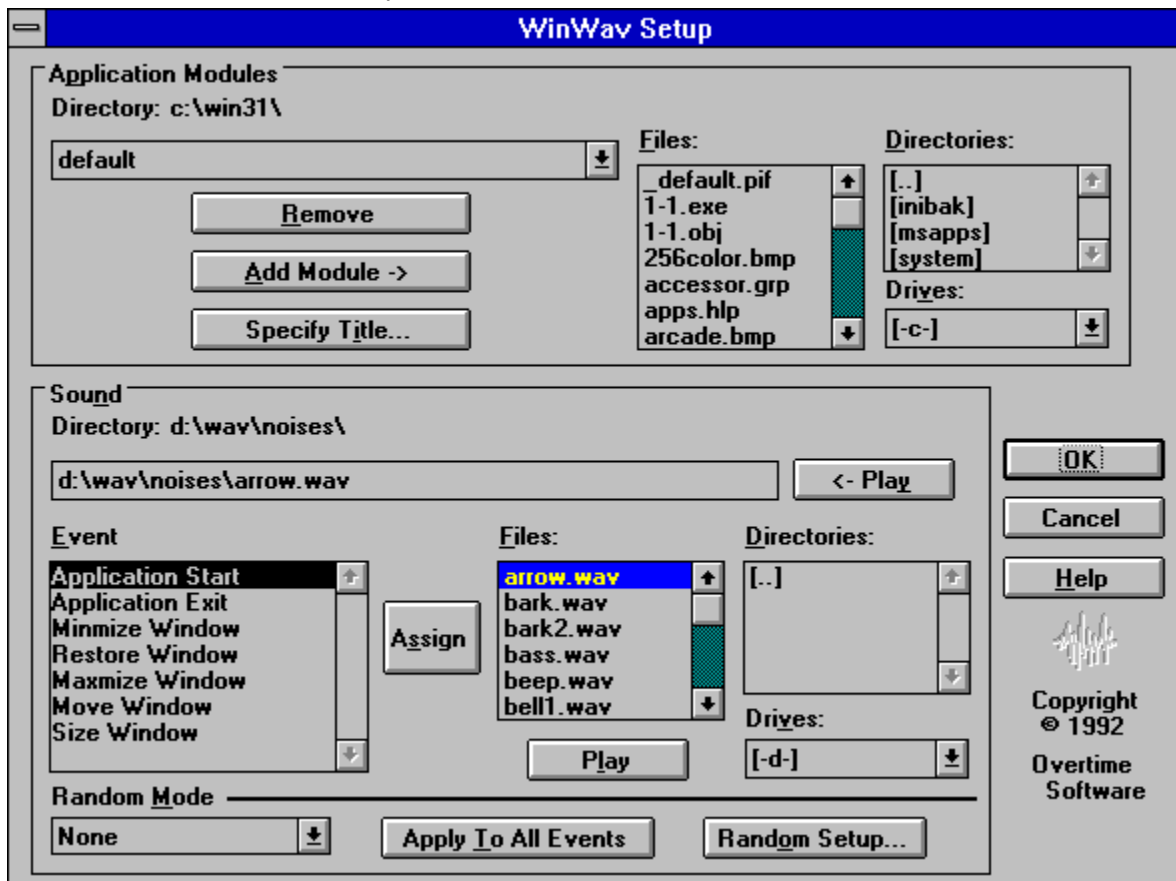 WinWav Setup
Application Modules
Directory: c:\win31\
default
Remove
Add Module ->
Specify Title...
Files:
_default.pif
1-1.exe
1-1.obj
256color.bmp
accessor.grp
apps.hlp
arcade.bmp
Directories:
[..]
[inibak]
[msapps]
[system]
Drives:
[-c-]
Sound
Directory: d:\wav\noises\
d:\wav\noises\arrow.wav
<- Play
Event
Application Start
Application Exit
Minmize Window
Restore Window
Maxmize Window
Move Window
Size Window
Assign
Files:
arrow.wav
bark.wav
bark2.wav
bass.wav
beep.wav
bell1.wav
Play
Directories:
[..]
Drives:
[-d-]
Random Mode
None
Apply To All Events
Random Setup...
OK
Cancel
Help
Copyright
© 1992
Overtime
Software